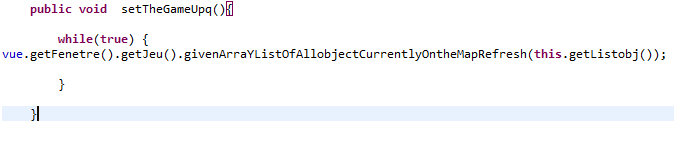 public void setTheGameUpq(){
while(true) {
vue.getFenetre().getJeu().givenArraYListOfAllobjectCurrentlyOntheMapRefresh(this.getListobj());
}
}